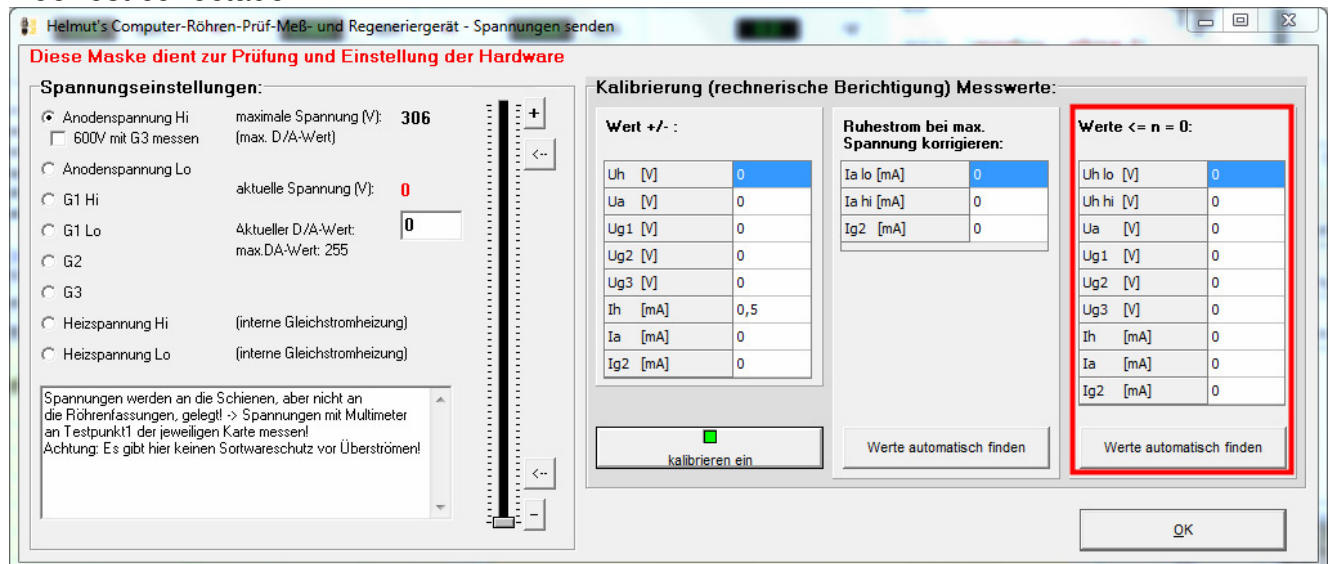 Helmut's Computer-Röhren-Prüf-Meß- und Regeneriergerät - Spannungen senden
Diese Maske dient zur Prüfung und Einstellung der Hardware
Spannungseinstellungen:
Anodenspannung Hi
maximale Spannung (V): 306
600V mit G3 messen
(max. D/A-Wert)
Anodenspannung Lo
aktuelle Spannung (V): 0
G1 Hi
G1 Lo
Aktueller D/A-Wert: 0
max.DA-Wert: 255
G2
G3
Heizspannung Hi (interne Gleichstromheizung)
Heizspannung Lo (interne Gleichstromheizung)
Spannungen werden an die Schienen, aber nicht an
die Röhrenfassungen, gelegt! -> Spannungen mit Multimeter
an Testpunkt1 der jeweiligen Karte messen!
Achtung: Es gibt hier keinen Sortwareschutz vor Überströmen!
+
<--
<--
-
Kalibrierung (rechnerische Berichtigung) Messwerte:
Wert +/- :
Uh [V] 0
Ua [V] 0
Ug1 [V] 0
Ug2 [V] 0
Ug3 [V] 0
Ih [mA] 0,5
Ia [mA] 0
Ig2 [mA] 0
kalibrieren ein
Ruhestrom bei max.
Spannung korrigieren:
Ia lo [mA] 0
Ia hi [mA] 0
Ig2 [mA] 0
Werte automatisch finden
Werte <= n = 0:
Uh lo [V] 0
Uh hi [V] 0
Ua [V] 0
Ug1 [V] 0
Ug2 [V] 0
Ug3 [V] 0
Ih [mA] 0
Ia [mA] 0
Ig2 [mA] 0
Werte automatisch finden
OK